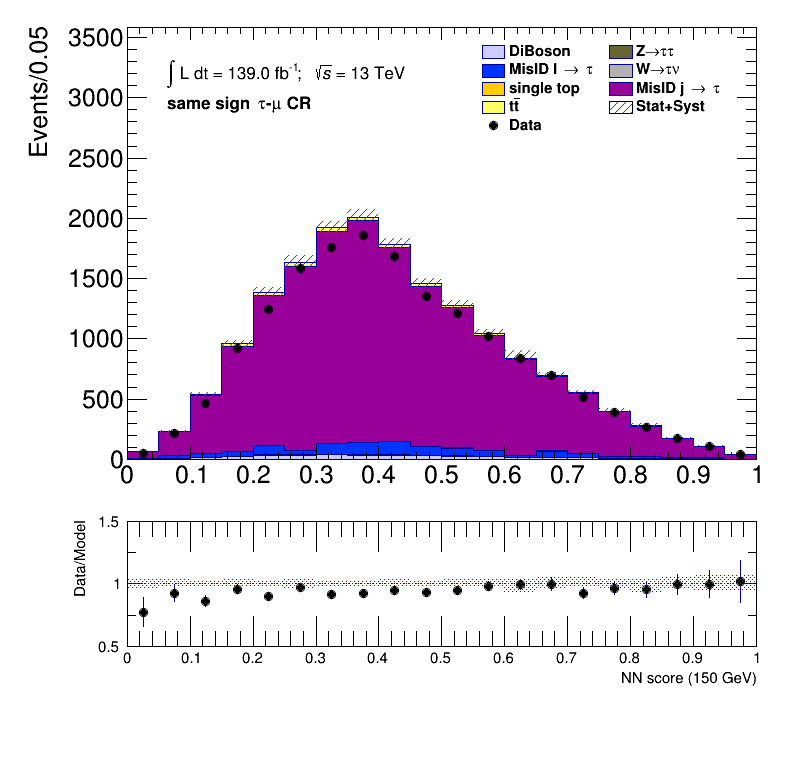 Events/0.05
3500
3000
2500
2000
1500
1000
500
0
∫ L dt = 139.0 fb⁻¹; √s = 13 TeV
same sign τ-μ CR
DiBoson
MisID l → τ
single top
tt̄
Data
Z→ττ
W→τν
MisID j → τ
Stat+Syst
0 0.1 0.2 0.3 0.4 0.5 0.6 0.7 0.8 0.9 1
Data/Model
1.5
1
0.5
0 0.1 0.2 0.3 0.4 0.5 0.6 0.7 0.8 0.9 1
NN score (150 GeV)